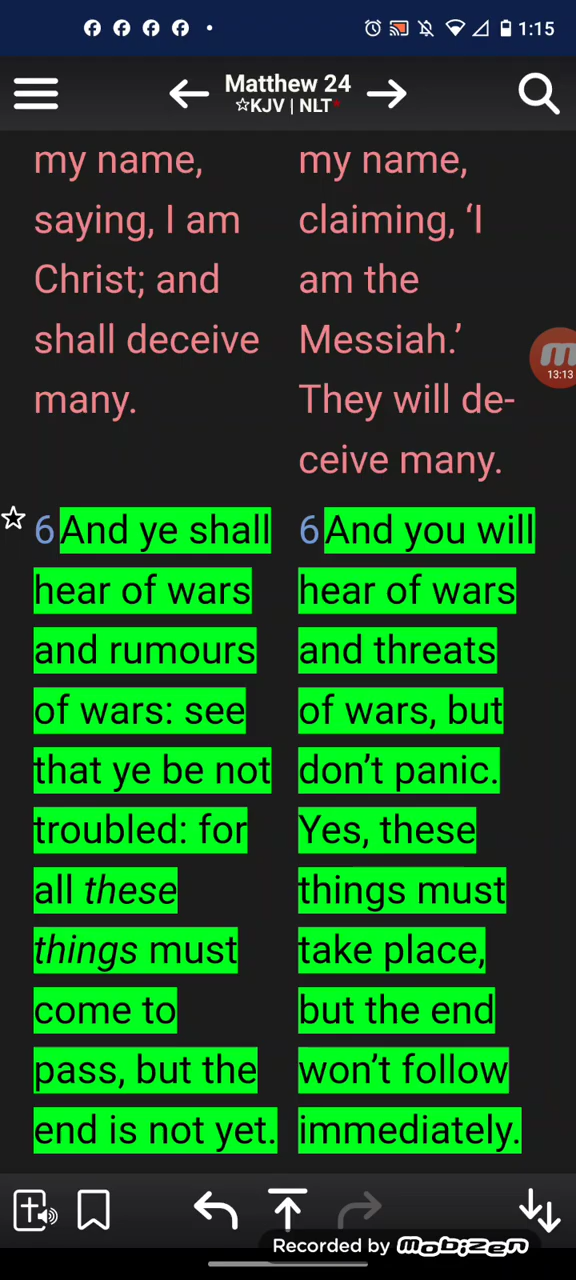 1:15
Matthew 24
☆KJV | NLT*
my name,
saying, I am
Christ; and
shall deceive
many.
my name,
claiming, ‘I
am the
Messiah.’
They will de-
ceive many.
13:13
6 And ye shall
hear of wars
and rumours
of wars: see
that ye be not
troubled: for
all these
things must
come to
pass, but the
end is not yet.
6 And you will
hear of wars
and threats
of wars, but
don’t panic.
Yes, these
things must
take place,
but the end
won’t follow
immediately.
Recorded by mobizen